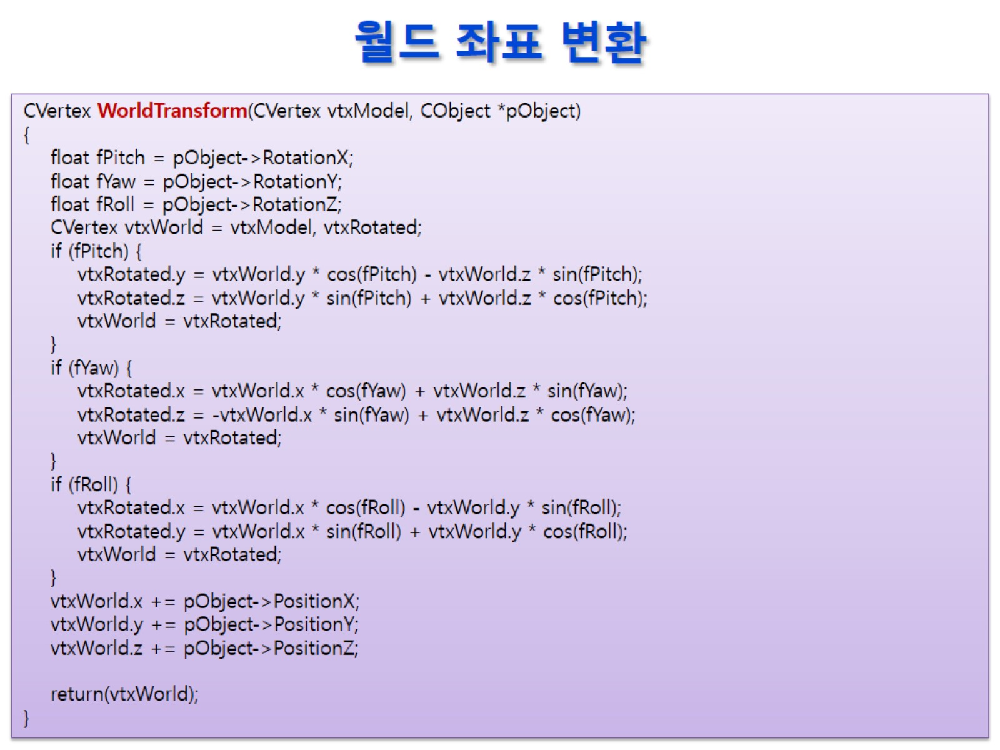 월드 좌표 변환
CVertex WorldTransform(CVertex vtxModel, CObject *pObject)
{
float fPitch = pObject->RotationX;
float fYaw = pObject->RotationY;
float fRoll = pObject->RotationZ;
CVertex vtxWorld = vtxModel, vtxRotated;
if (fPitch) {
vtxRotated.y = vtxWorld.y * cos(fPitch) - vtxWorld.z * sin(fPitch);
vtxRotated.z = vtxWorld.y * sin(fPitch) + vtxWorld.z * cos(fPitch);
vtxWorld = vtxRotated;
}
if (fYaw) {
vtxRotated.x = vtxWorld.x * cos(fYaw) + vtxWorld.z * sin(fYaw);
vtxRotated.z = -vtxWorld.x * sin(fYaw) + vtxWorld.z * cos(fYaw);
vtxWorld = vtxRotated;
}
if (fRoll) {
vtxRotated.x = vtxWorld.x * cos(fRoll) - vtxWorld.y * sin(fRoll);
vtxRotated.y = vtxWorld.x * sin(fRoll) + vtxWorld.y * cos(fRoll);
vtxWorld = vtxRotated;
}
vtxWorld.x += pObject->PositionX;
vtxWorld.y += pObject->PositionY;
vtxWorld.z += pObject->PositionZ;
return(vtxWorld);
}